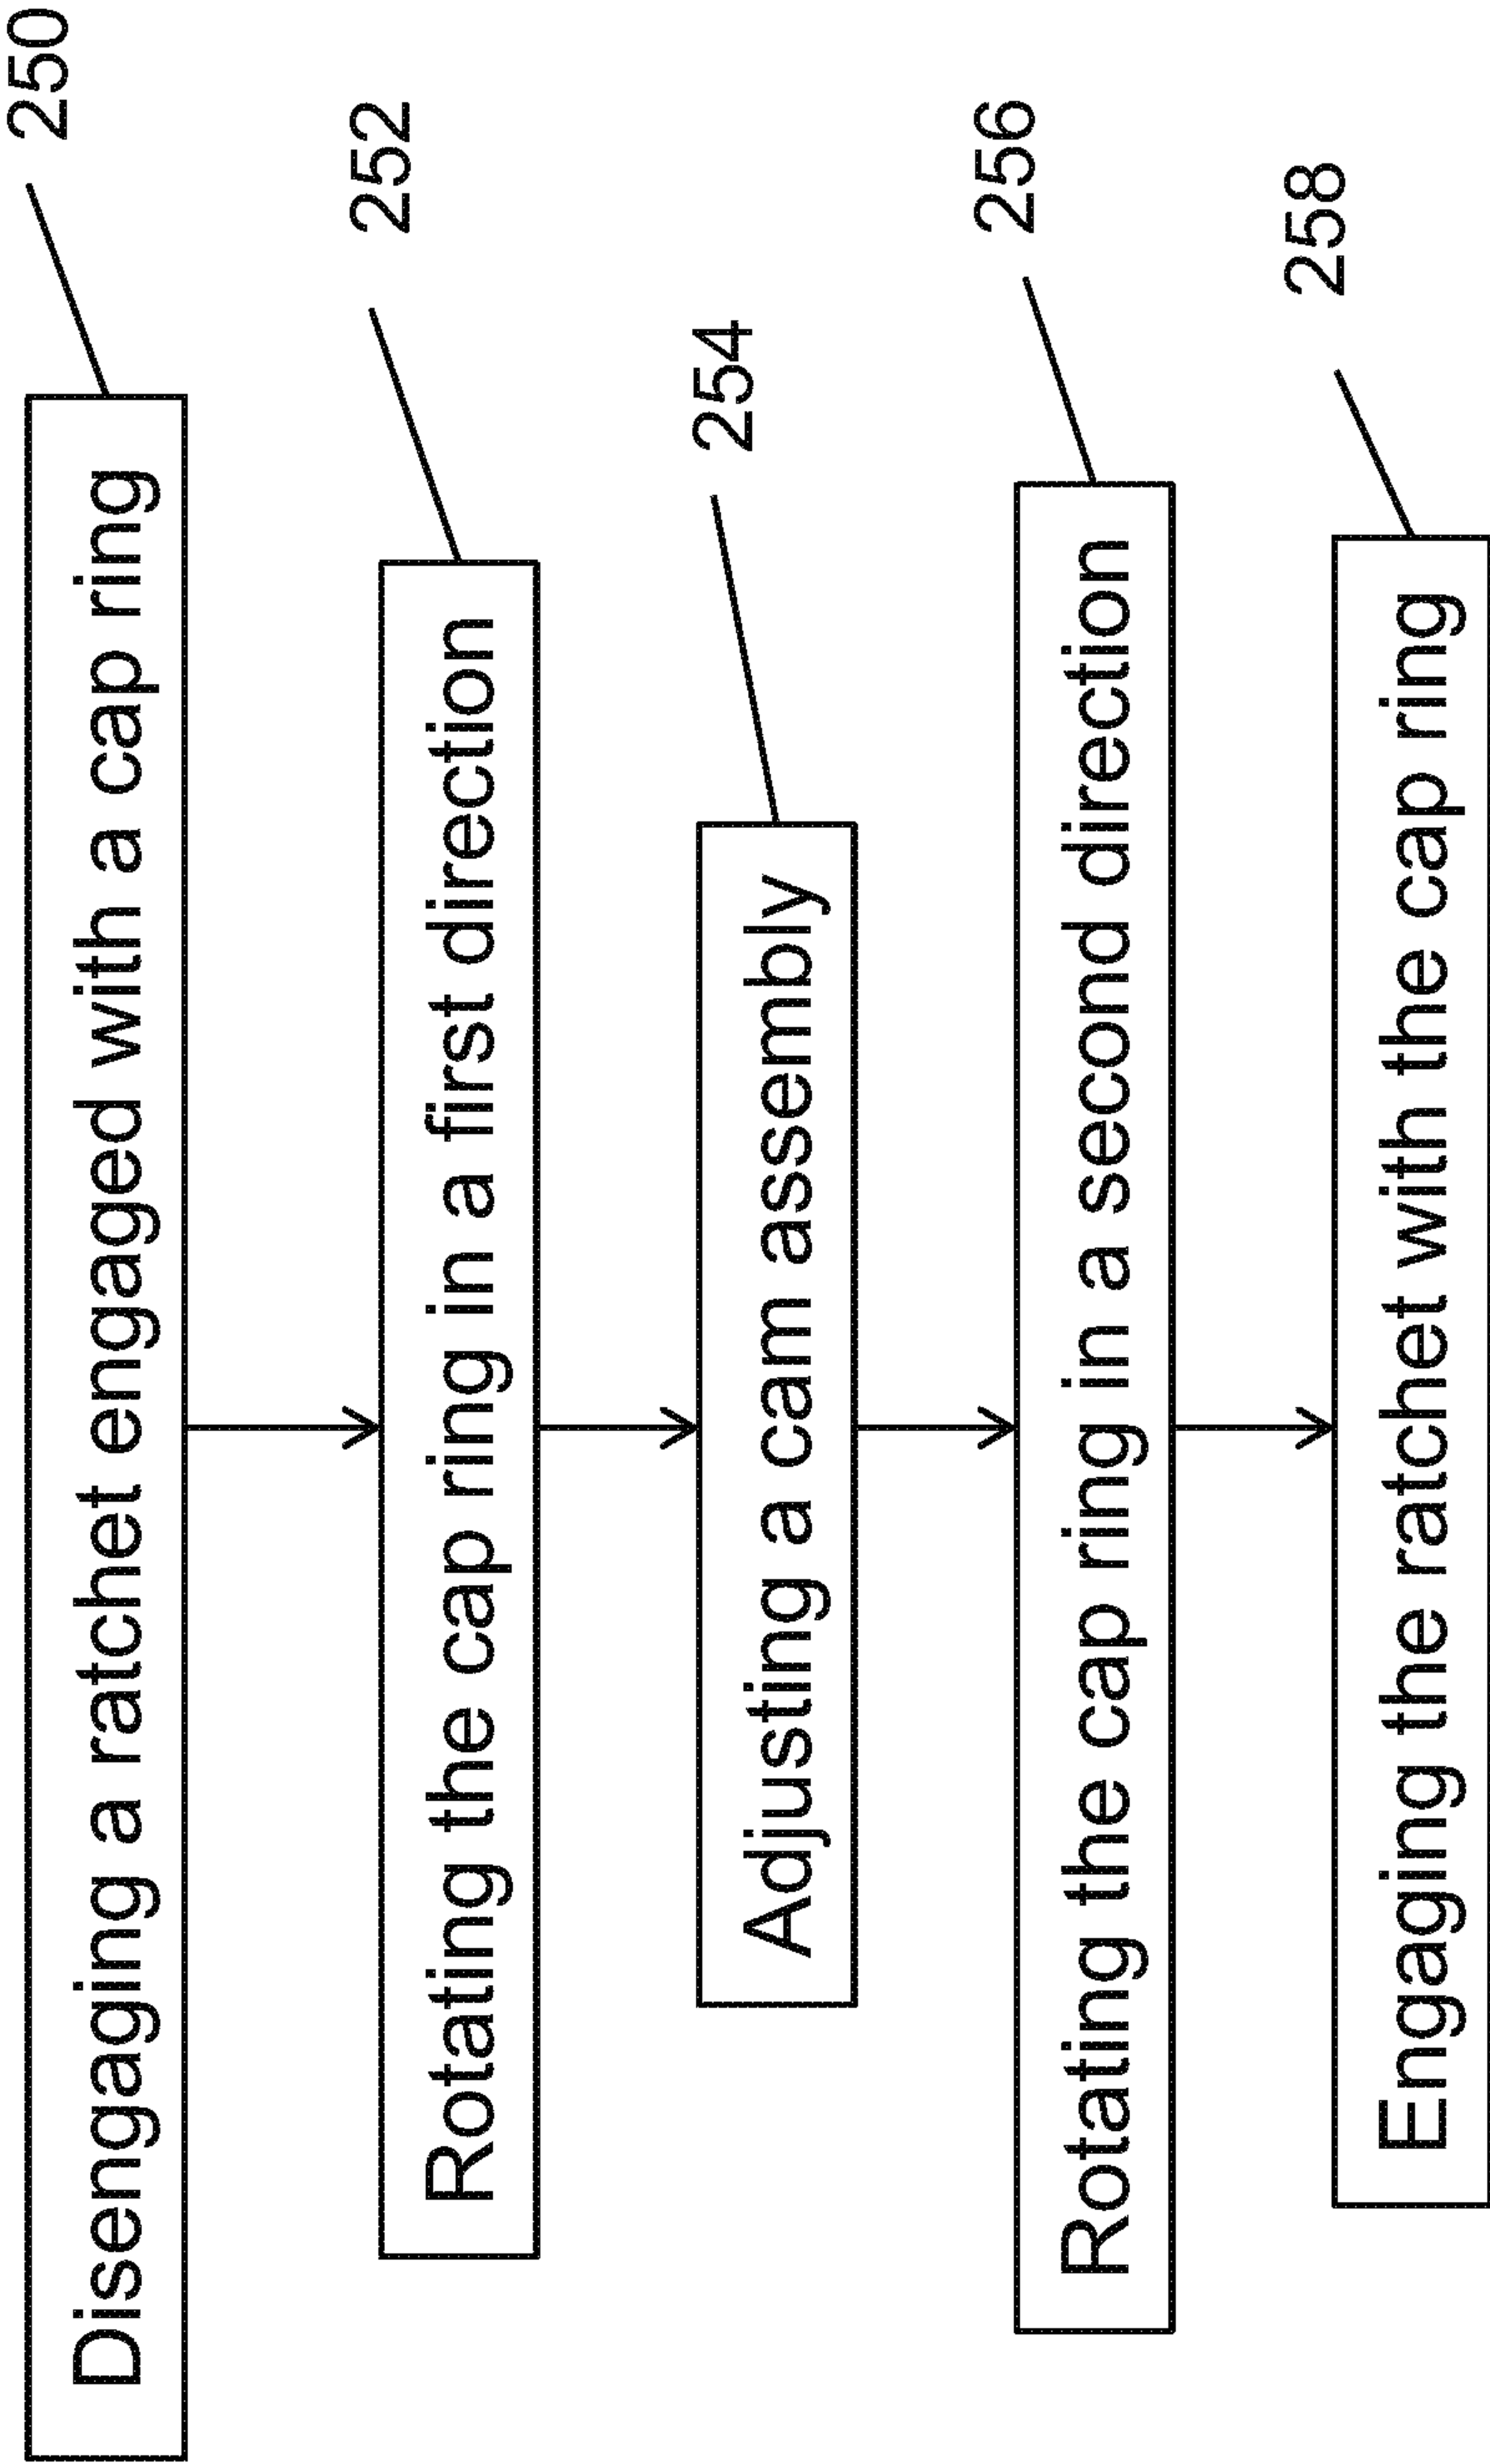 Disengaging a ratchet engaged with a cap ring
250
Rotating the cap ring in a first direction
252
Adjusting a cam assembly
254
Rotating the cap ring in a second direction
256
Engaging the ratchet with the cap ring
258